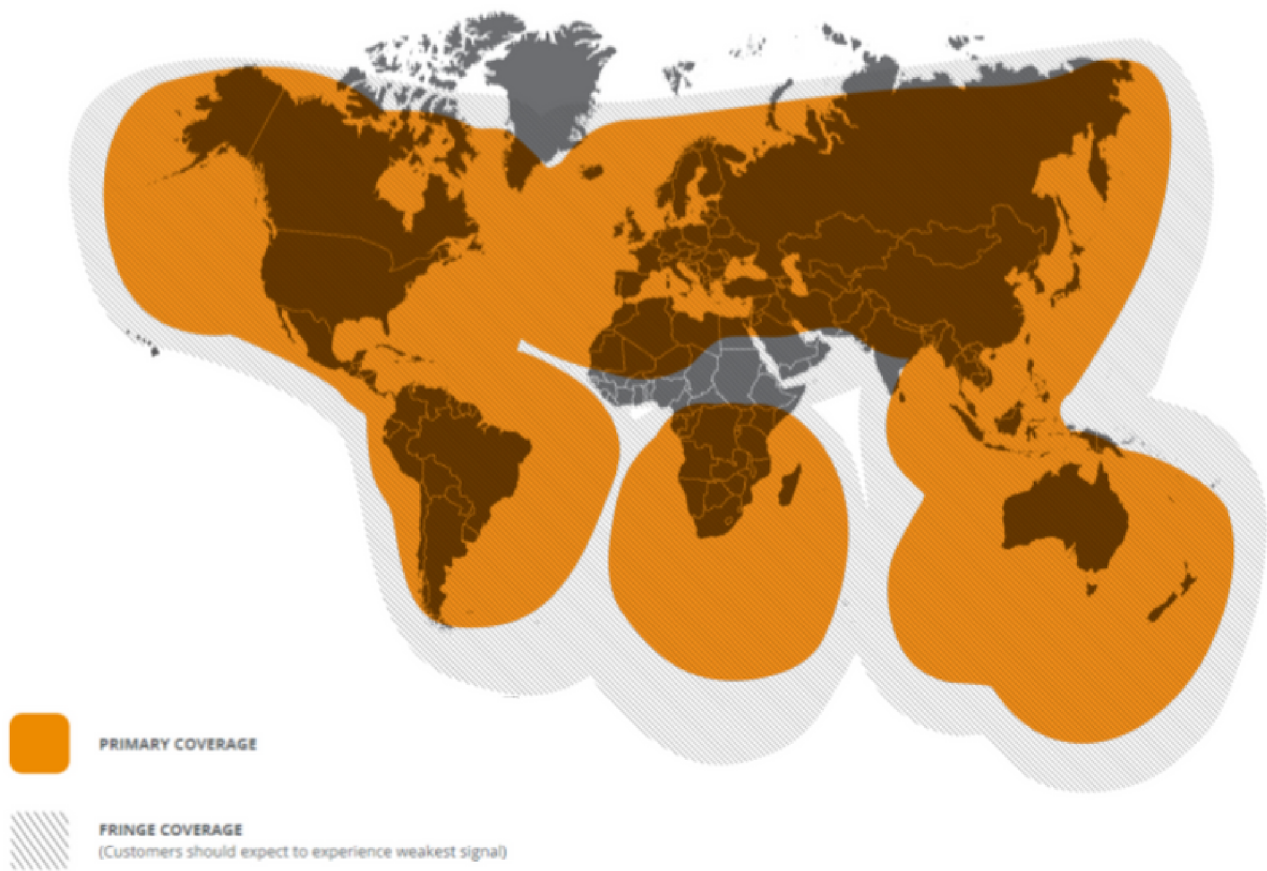 PRIMARY COVERAGE
FRINGE COVERAGE
(Customers should expect to experience weakest signal)